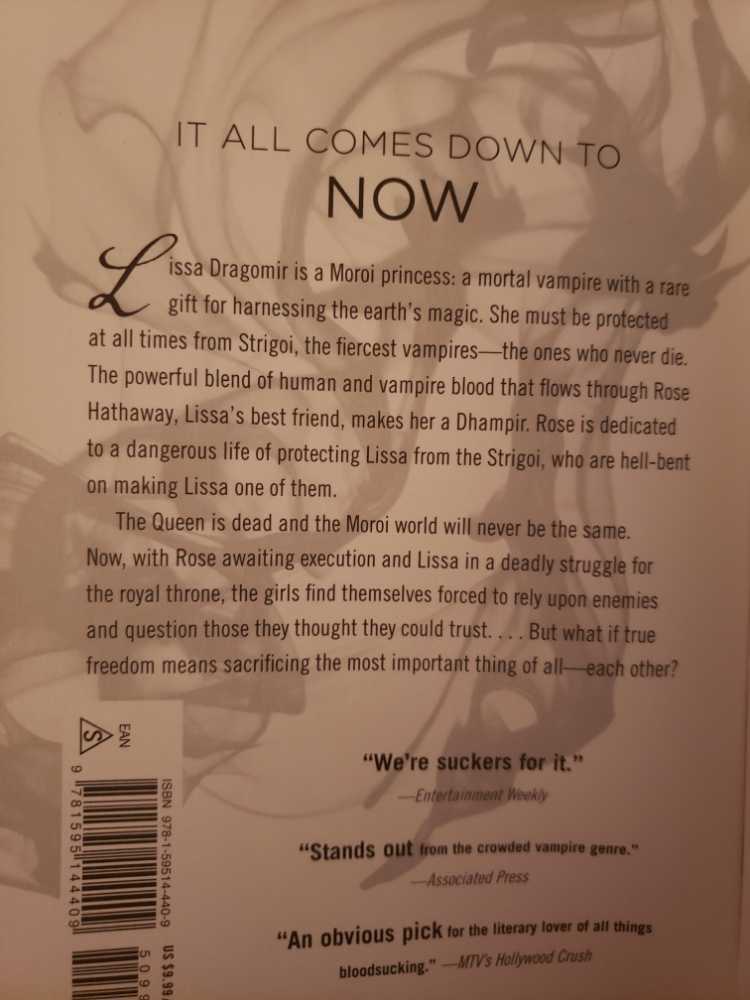 IT ALL COMES DOWN TO
NOW
Lissa Dragomir is a Moroi princess: a mortal vampire with a rare
gift for harnessing the earth's magic. She must be protected
at all times from Strigoi, the fiercest vampires—the ones who never die.
The powerful blend of human and vampire blood that flows through Rose
Hathaway, Lissa's best friend, makes her a Dhampir. Rose is dedicated
to a dangerous life of protecting Lissa from the Strigoi, who are hell-bent
on making Lissa one of them.
The Queen is dead and the Moroi world will never be the same.
Now, with Rose awaiting execution and Lissa in a deadly struggle for
the royal throne, the girls find themselves forced to rely upon enemies
and question those they thought they could trust. . . . But what if true
freedom means sacrificing the most important thing of all—each other?
"We're suckers for it."
—Entertainment Weekly
"Stands out from the crowded vampire genre."
—Associated Press
"An obvious pick for the literary lover of all things
bloodsucking." —MTV's Hollywood Crush
S
EAN
ISBN 978-1-59514-440-9
9 781595 144409
US $9.99
5099